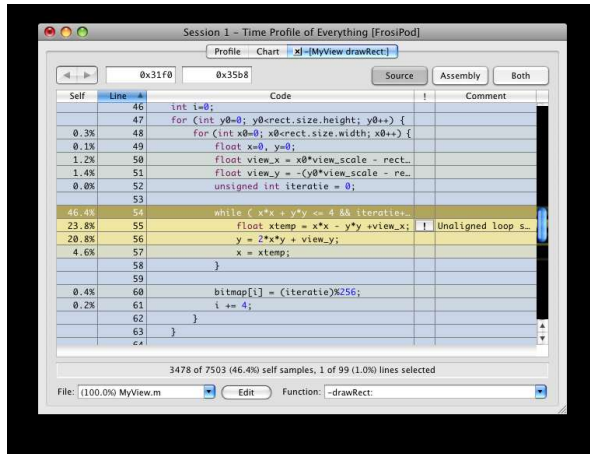 Session 1 - Time Profile of Everything [FrosiPod]
Profile Chart -[MyView drawRect:]
0x31f0 0x35b8 Source Assembly Both
Self Line Code ! Comment
46 int i=0;
47 for (int y0=0; y0<rect.size.height; y0++) {
0.3% 48 for (int x0=0; x0<rect.size.width; x0++) {
0.1% 49 float x=0, y=0;
1.2% 50 float view_x = x0*view_scale - rect…
1.4% 51 float view_y = -(y0*view_scale - re…
0.0% 52 unsigned int iteratie = 0;
53
46.4% 54 while ( x*x + y*y <= 4 && iteratie+…
23.8% 55 float xtemp = x*x - y*y +view_x; ! Unaligned loop s…
20.8% 56 y = 2*x*y + view_y;
4.6% 57 x = xtemp;
58 }
59
0.4% 60 bitmap[i] = (iteratie)%256;
0.2% 61 i += 4;
62 }
63 }
64
3478 of 7503 (46.4%) self samples, 1 of 99 (1.0%) lines selected
File: (100.0%) MyView.m Edit Function: -drawRect: